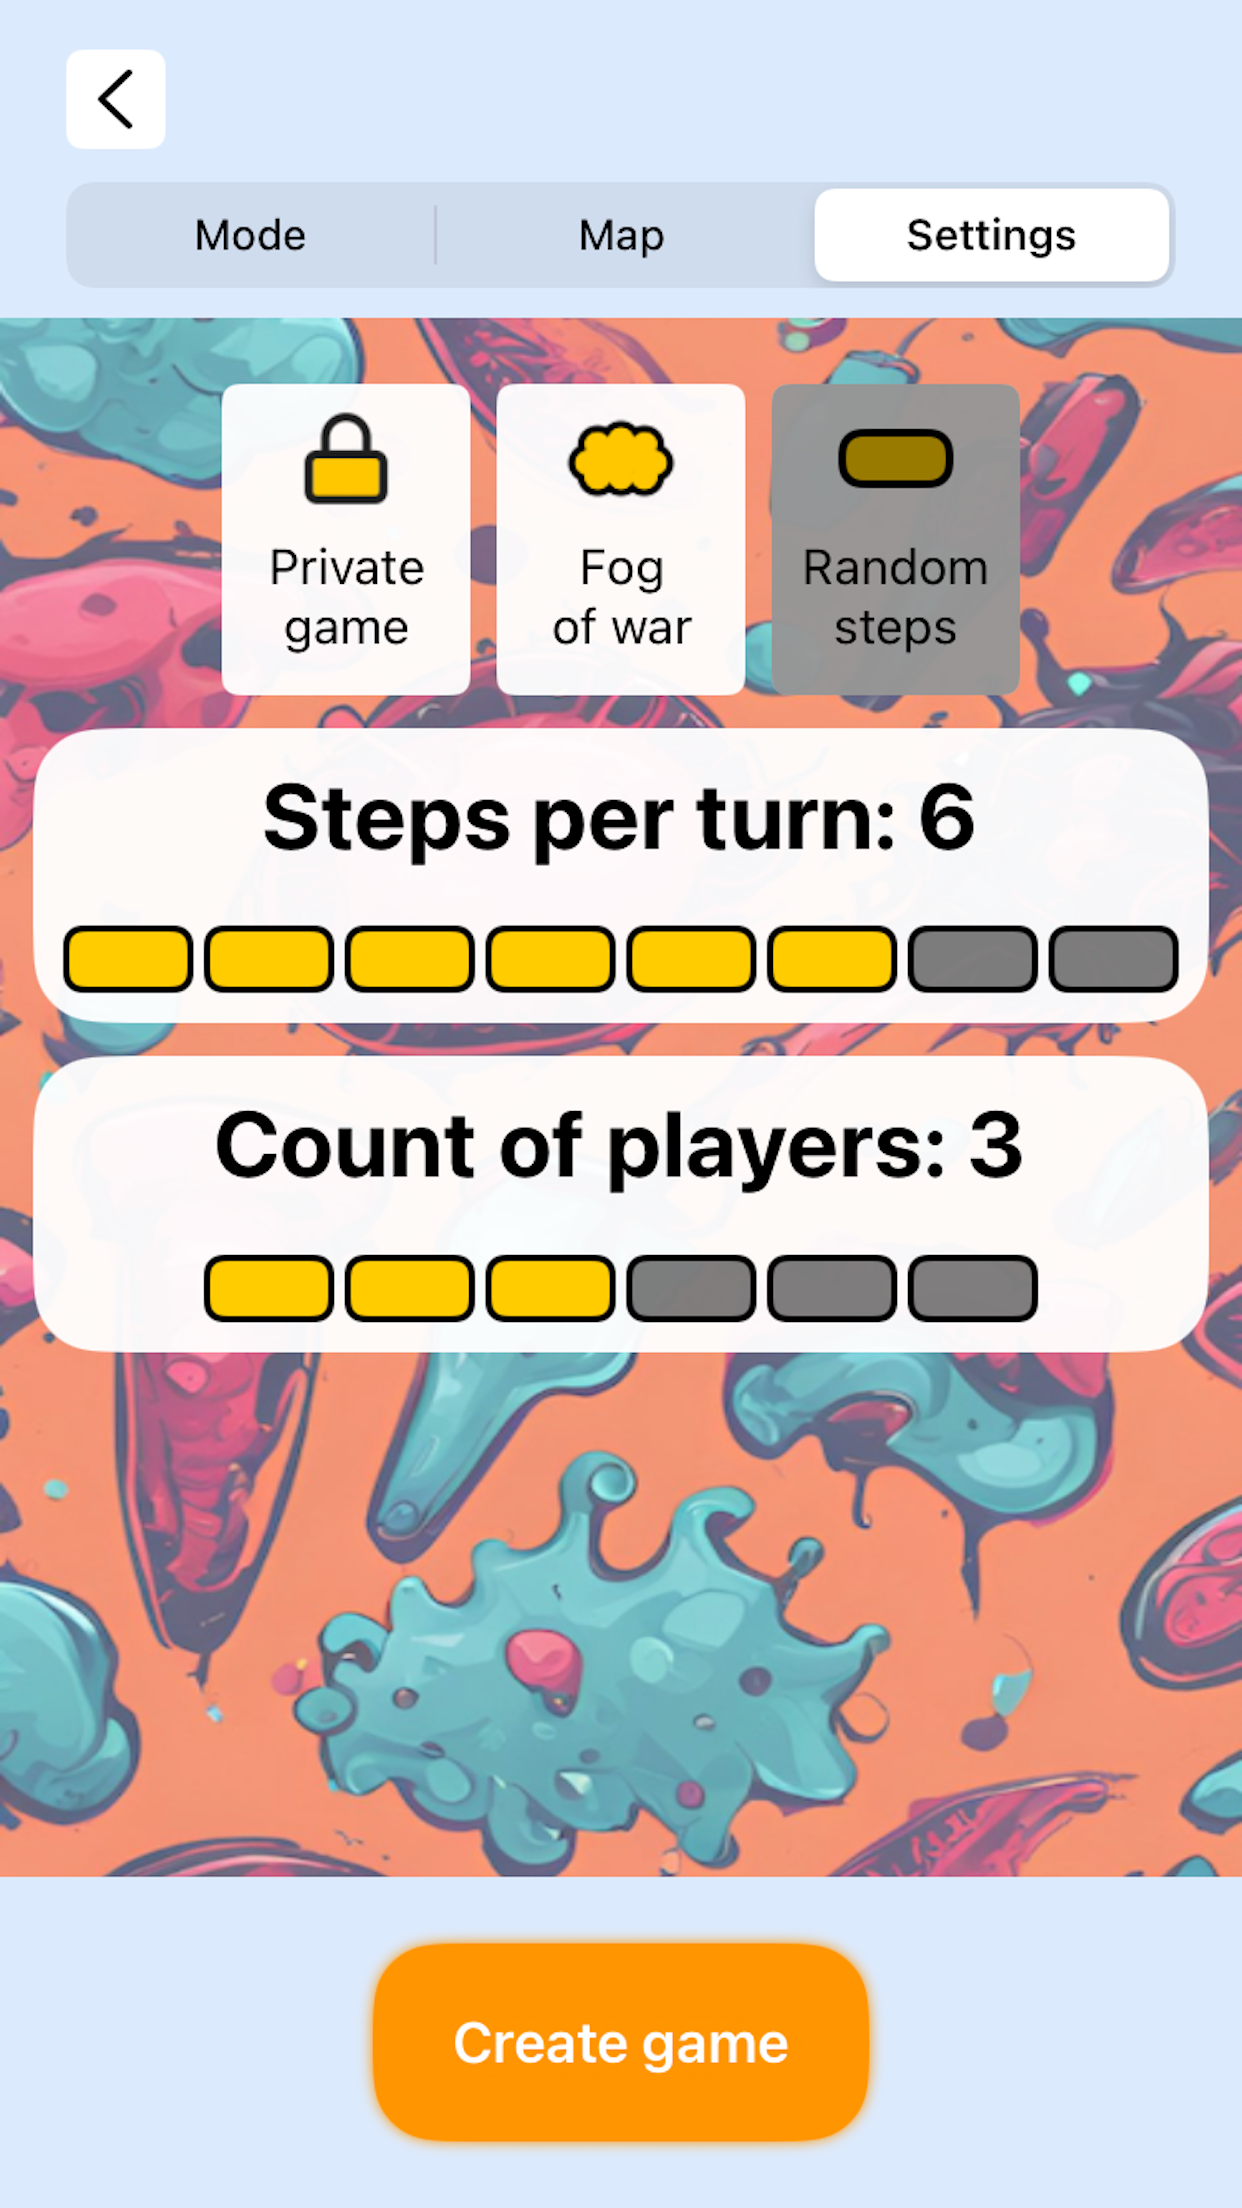 Mode
Map
Settings
Private
game
Fog
of war
Random
steps
Steps per turn: 6
Count of players: 3
Create game